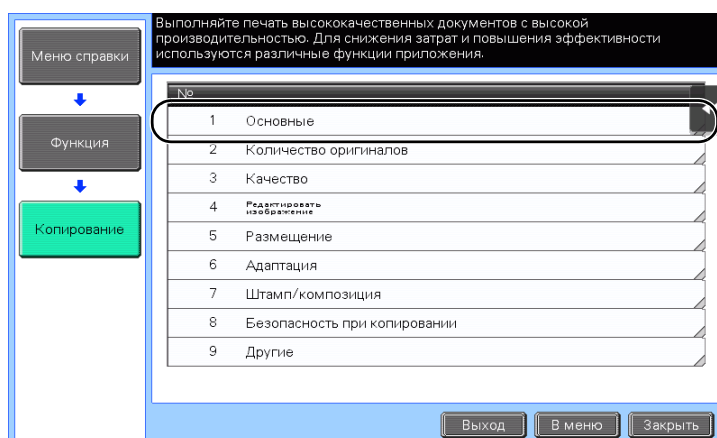 Выполняйте печать высококачественных документов с высокой
производительностью. Для снижения затрат и повышения эффективности
используются различные функции приложения.
Меню справки
Функция
Копирование
№
1 Основные
2 Количество оригиналов
3 Качество
4 Редактировать
изображение
5 Размещение
6 Адаптация
7 Штамп/композиция
8 Безопасность при копировании
9 Другие
Выход
В меню
Закрыть